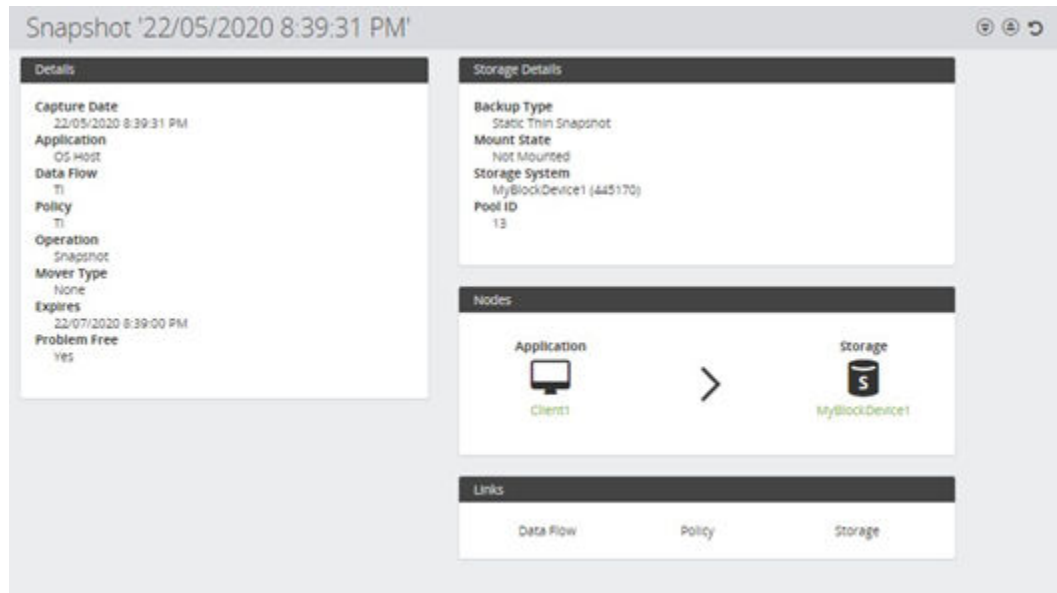 Snapshot '22/05/2020 8:39:31 PM'
Details
Capture Date
22/05/2020 8:39:31 PM
Application
OS Host
Data Flow
TI
Policy
TI
Operation
Snapshot
Mover Type
None
Expires
22/07/2020 8:39:00 PM
Problem Free
Yes
Storage Details
Backup Type
Static Thin Snapshot
Mount State
Not Mounted
Storage System
MyBlockDevice1 (445170)
Pool ID
13
Nodes
Application
Storage
S
Client1
MyBlockDevice1
Links
Data Flow Policy Storage